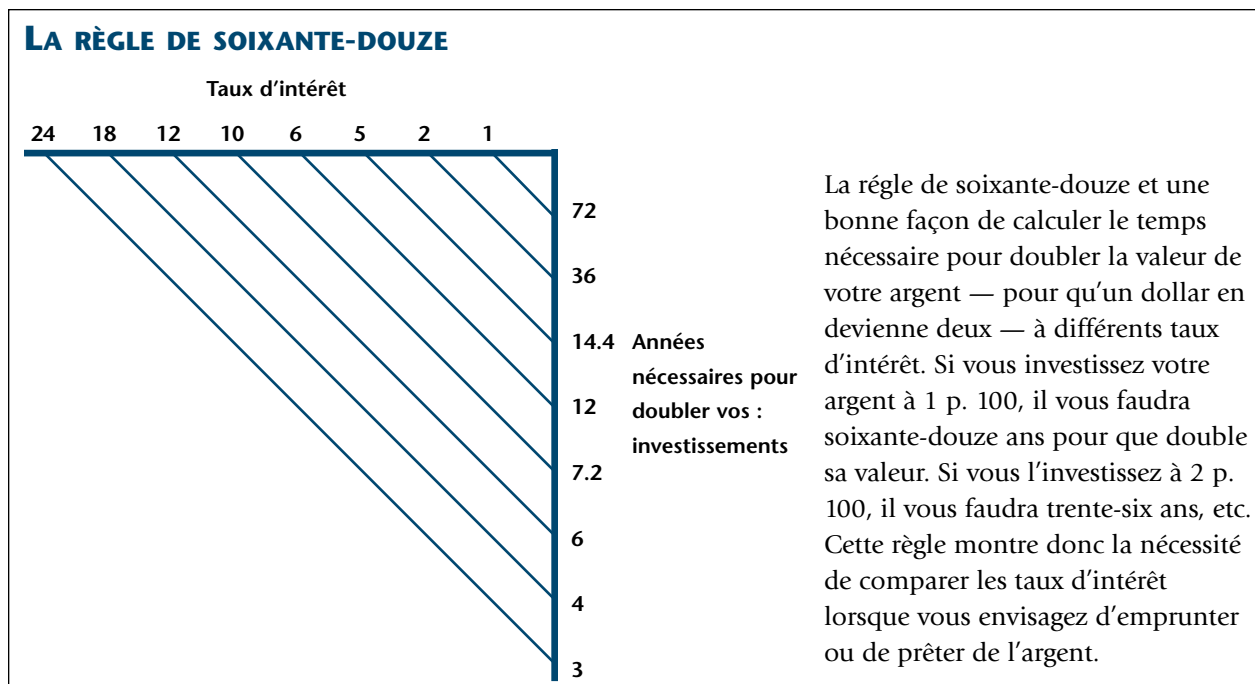 LA RÈGLE DE SOIXANTE-DOUZE
Taux d'intérêt
24 18 12 10 6 5 2 1
72
36
14.4 Années
nécessaires pour
12 doubler vos :
investissements
7.2
6
4
3
La régle de soixante-douze et une
bonne façon de calculer le temps
nécessaire pour doubler la valeur de
votre argent — pour qu'un dollar en
devienne deux — à différents taux
d'intérêt. Si vous investissez votre
argent à 1 p. 100, il vous faudra
soixante-douze ans pour que double
sa valeur. Si vous l'investissez à 2 p.
100, il vous faudra trente-six ans, etc.
Cette règle montre donc la nécessité
de comparer les taux d'intérêt
lorsque vous envisagez d'emprunter
ou de prêter de l'argent.